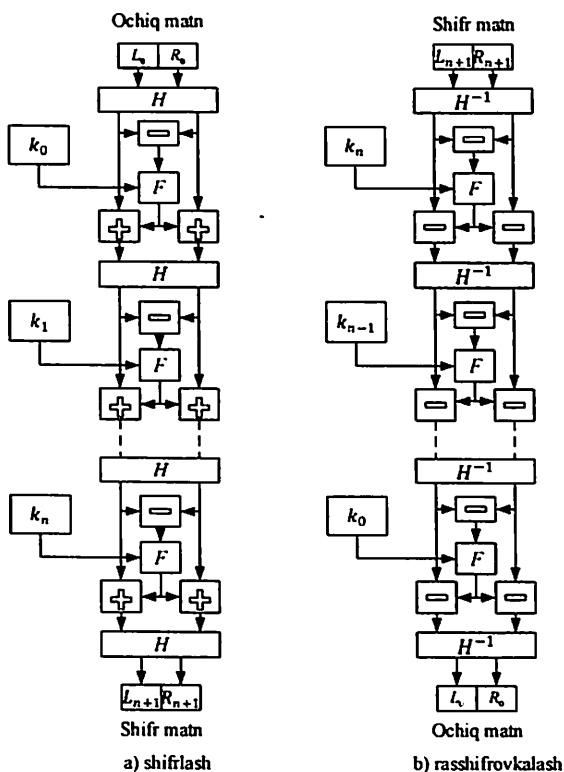 Ochiq matn
L₀ R₀
H
k₀
F
H
k₁
F
H
kₙ
F
H
Lₙ₊₁ Rₙ₊₁
Shifr matn
a) shifrlash
Shifr matn
Lₙ₊₁ Rₙ₊₁
H⁻¹
kₙ
F
H⁻¹
kₙ₋₁
F
H⁻¹
k₀
F
H⁻¹
L₀ R₀
Ochiq matn
b) rasshifrovkalash